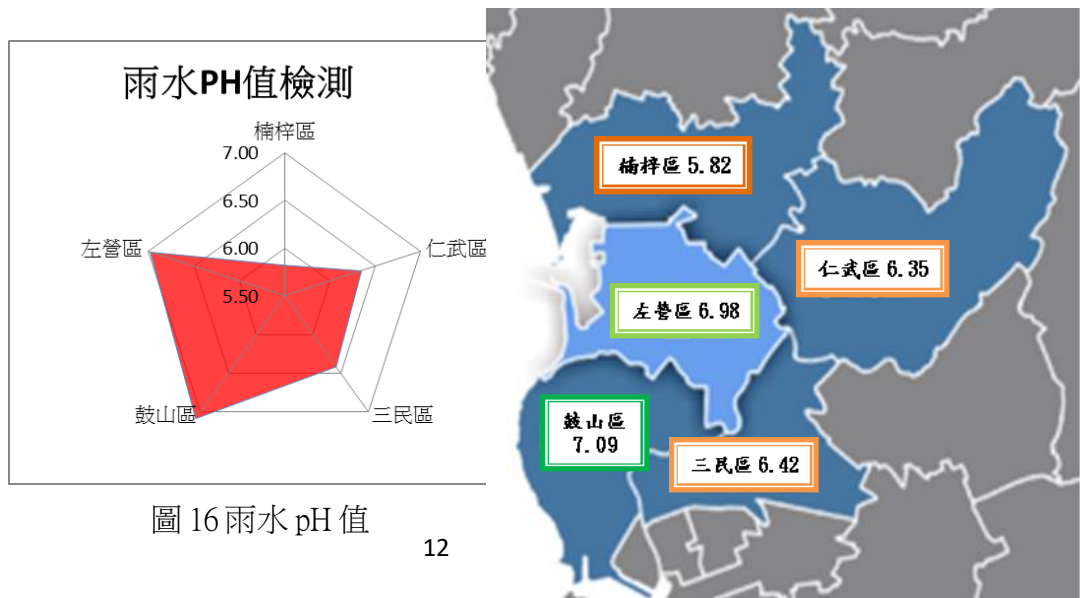 雨水PH值檢測
楠梓區
7.00
6.50
6.00
5.50
左營區
仁武區
鼓山區
三民區
圖 16 雨水 pH 值
12
楠梓區 5.82
仁武區 6.35
左營區 6.98
鼓山區
7.09
三民區 6.42